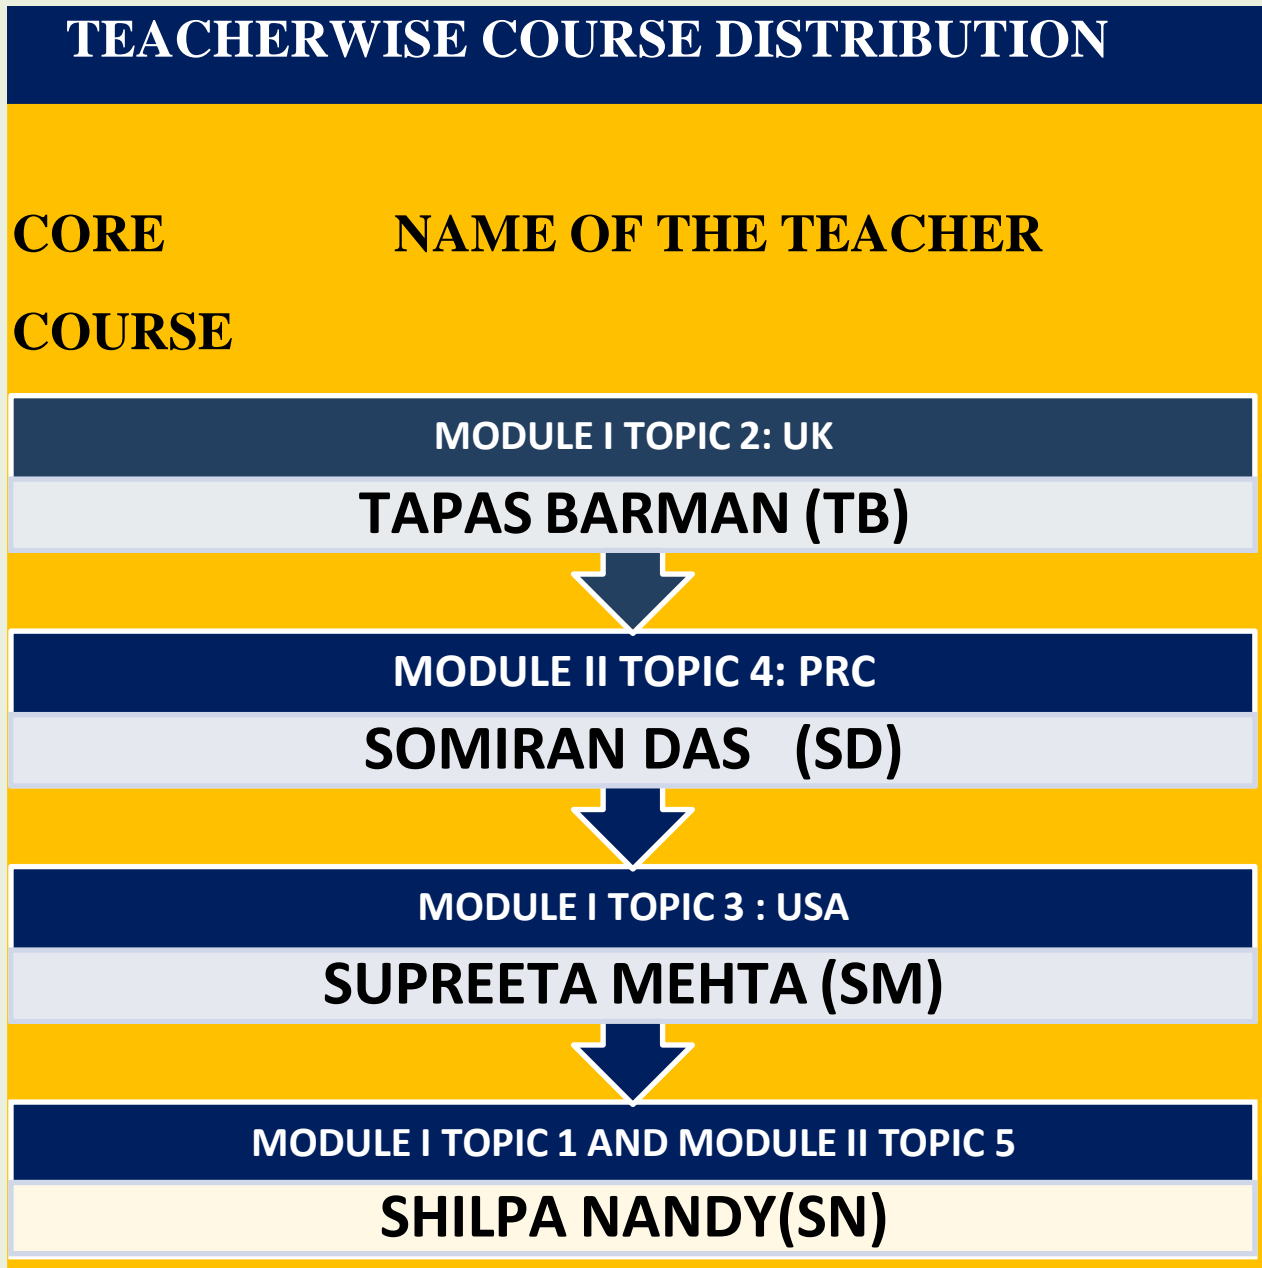 TEACHERWISE COURSE DISTRIBUTION
CORE NAME OF THE TEACHER
COURSE
MODULE I TOPIC 2: UK
TAPAS BARMAN (TB)
MODULE II TOPIC 4: PRC
SOMIRAN DAS (SD)
MODULE I TOPIC 3 : USA
SUPREETA MEHTA (SM)
MODULE I TOPIC 1 AND MODULE II TOPIC 5
SHILPA NANDY(SN)